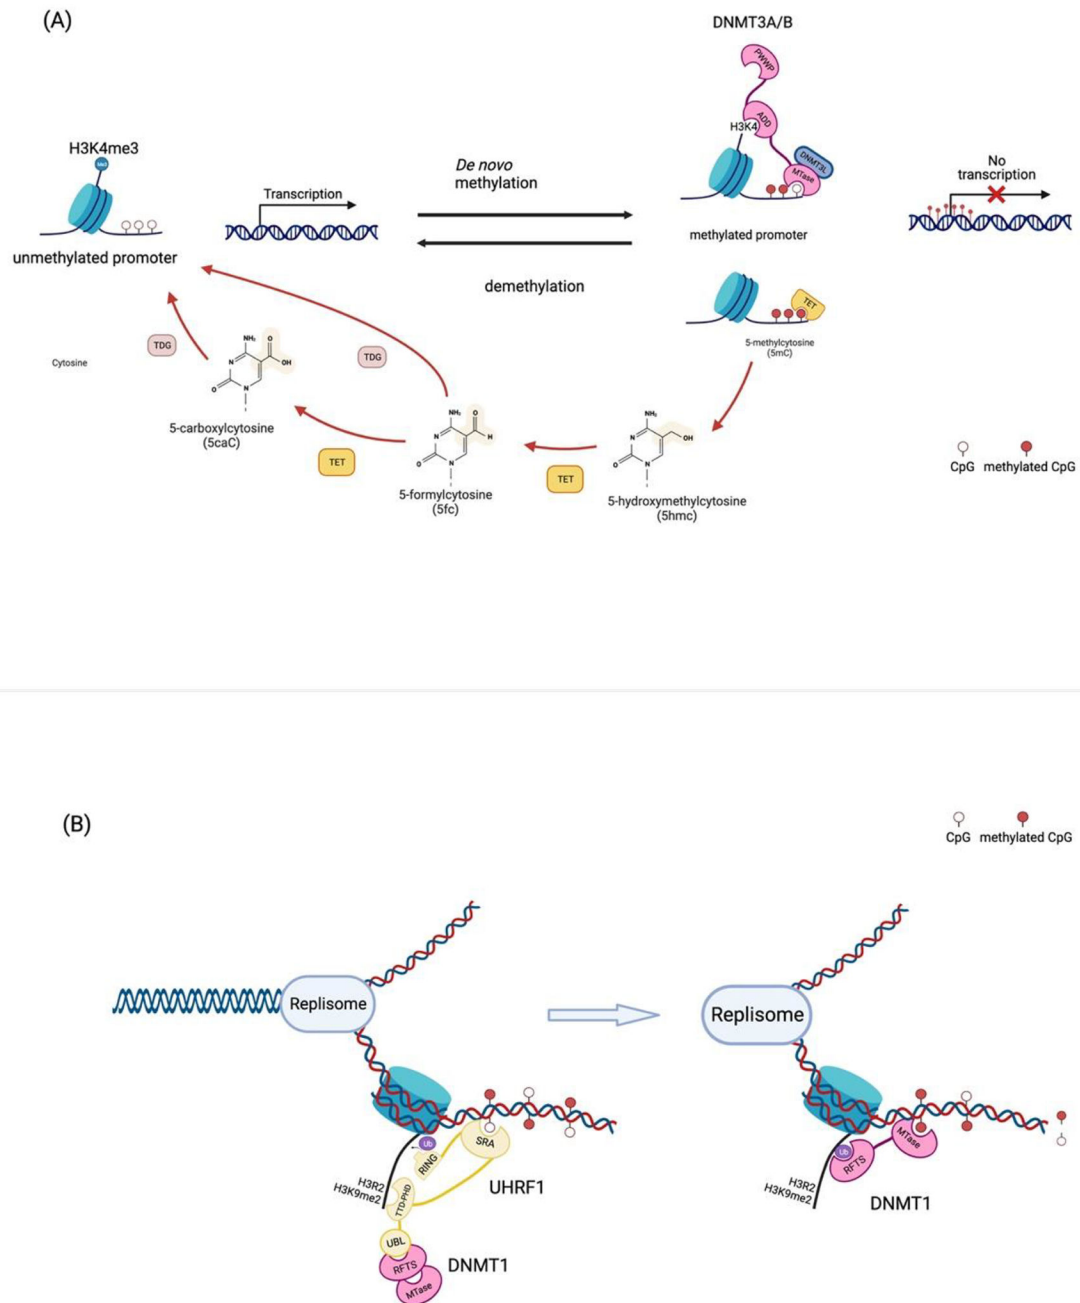 (A)
DNMT3A/B
PWWP
ADD
H3K4
DNMT3L
MTase
H3K4me3
Me3
Transcription
De novo
methylation
No
transcription
unmethylated promoter
methylated promoter
demethylation
TET
5-methylcytosine
(5mC)
TDG
TDG
Cytosine
NH₂
O
OH
N
O
N
5-carboxylcytosine
(5caC)
TET
NH₂
O
H
N
O
N
5-formylcytosine
(5fc)
TET
NH₂
OH
N
O
N
5-hydroxymethylcytosine
(5hmc)
CpG
methylated CpG
(B)
CpG
methylated CpG
Replisome
Replisome
Ub
RING
SRA
H3R2
H3K9me2
TTD-PHD
UHRF1
UBL
RFTS
MTase
DNMT1
Ub
RFTS
MTase
H3R2
H3K9me2
DNMT1